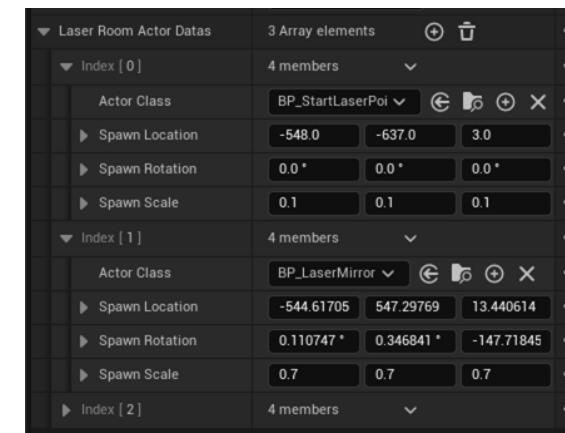 Laser Room Actor Datas 3 Array elements
Index [ 0 ] 4 members
Actor Class BP_StartLaserPoi
Spawn Location -548.0 -637.0 3.0
Spawn Rotation 0.0 ° 0.0 ° 0.0 °
Spawn Scale 0.1 0.1 0.1
Index [ 1 ] 4 members
Actor Class BP_LaserMirror
Spawn Location -544.61705 547.29769 13.440614
Spawn Rotation 0.110747 ° 0.346841 ° -147.71845
Spawn Scale 0.7 0.7 0.7
Index [ 2 ] 4 members